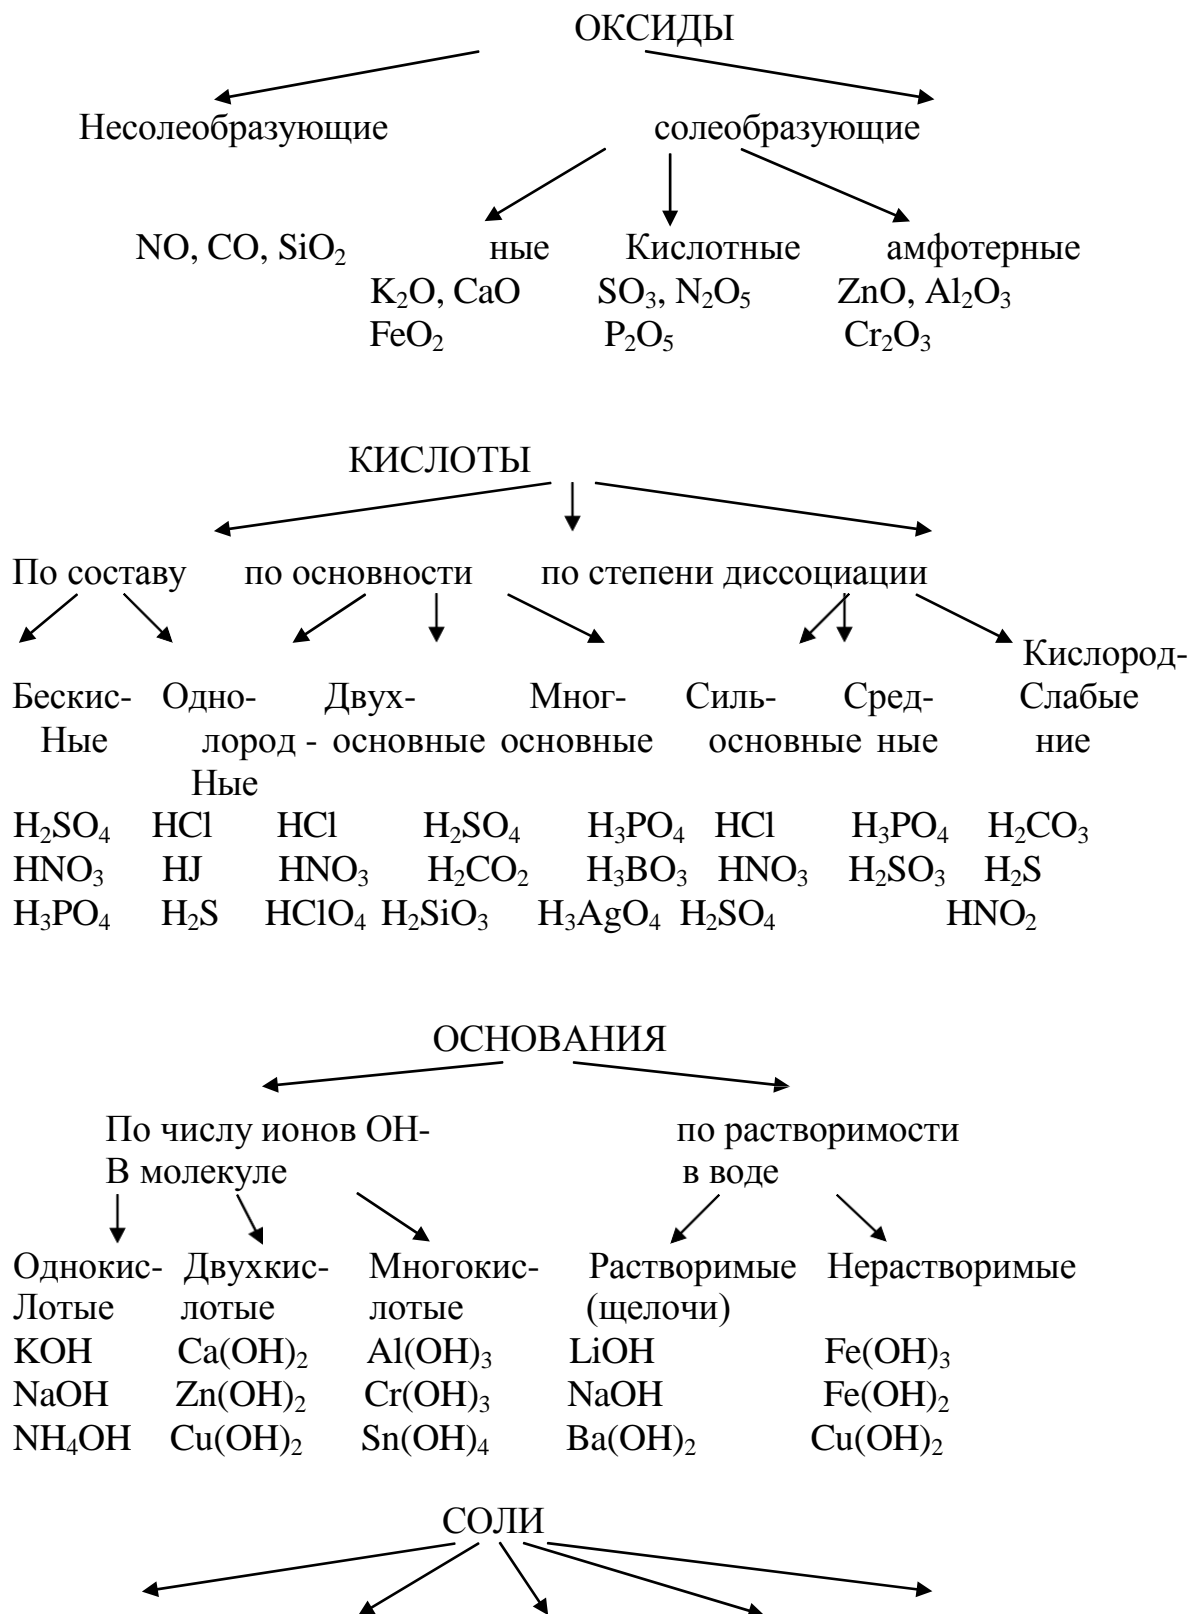 ОКСИДЫ
Несолеобразующие солеобразующие
NO, CO, SiO₂ ные Кислотные амфотерные
K₂O, CaO SO₃, N₂O₅ ZnO, Al₂O₃
FeO₂ P₂O₅ Cr₂O₃
КИСЛОТЫ
По составу по основности по степени диссоциации
Кислород-
Бескис- Одно- Двух- Мног- Силь- Сред- Слабые
Ные лород - основные основные основные ные ние
Ные
H₂SO₄ HCl HCl H₂SO₄ H₃PO₄ HCl H₃PO₄ H₂CO₃
HNO₃ HJ HNO₃ H₂CO₂ H₃BO₃ HNO₃ H₂SO₃ H₂S
H₃PO₄ H₂S HClO₄ H₂SiO₃ H₃AgO₄ H₂SO₄ HNO₂
ОСНОВАНИЯ
По числу ионов ОН- по растворимости
В молекуле в воде
Однокис- Двухкис- Многокис- Растворимые Нерастворимые
Лотые лотые лотые (щелочи)
KOH Ca(OH)₂ Al(OH)₃ LiOH Fe(OH)₃
NaOH Zn(OH)₂ Cr(OH)₃ NaOH Fe(OH)₂
NH₄OH Cu(OH)₂ Sn(OH)₄ Ba(OH)₂ Cu(OH)₂
СОЛИ